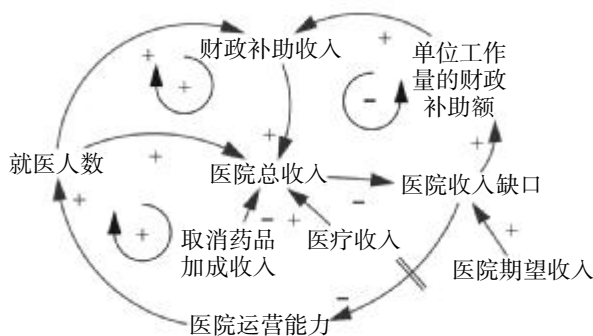 财政补助收入
单位工作
量的财政
补助额
就医人数
医院总收入
医院收入缺口
取消药品
加成收入
医疗收入
医院期望收入
医院运营能力